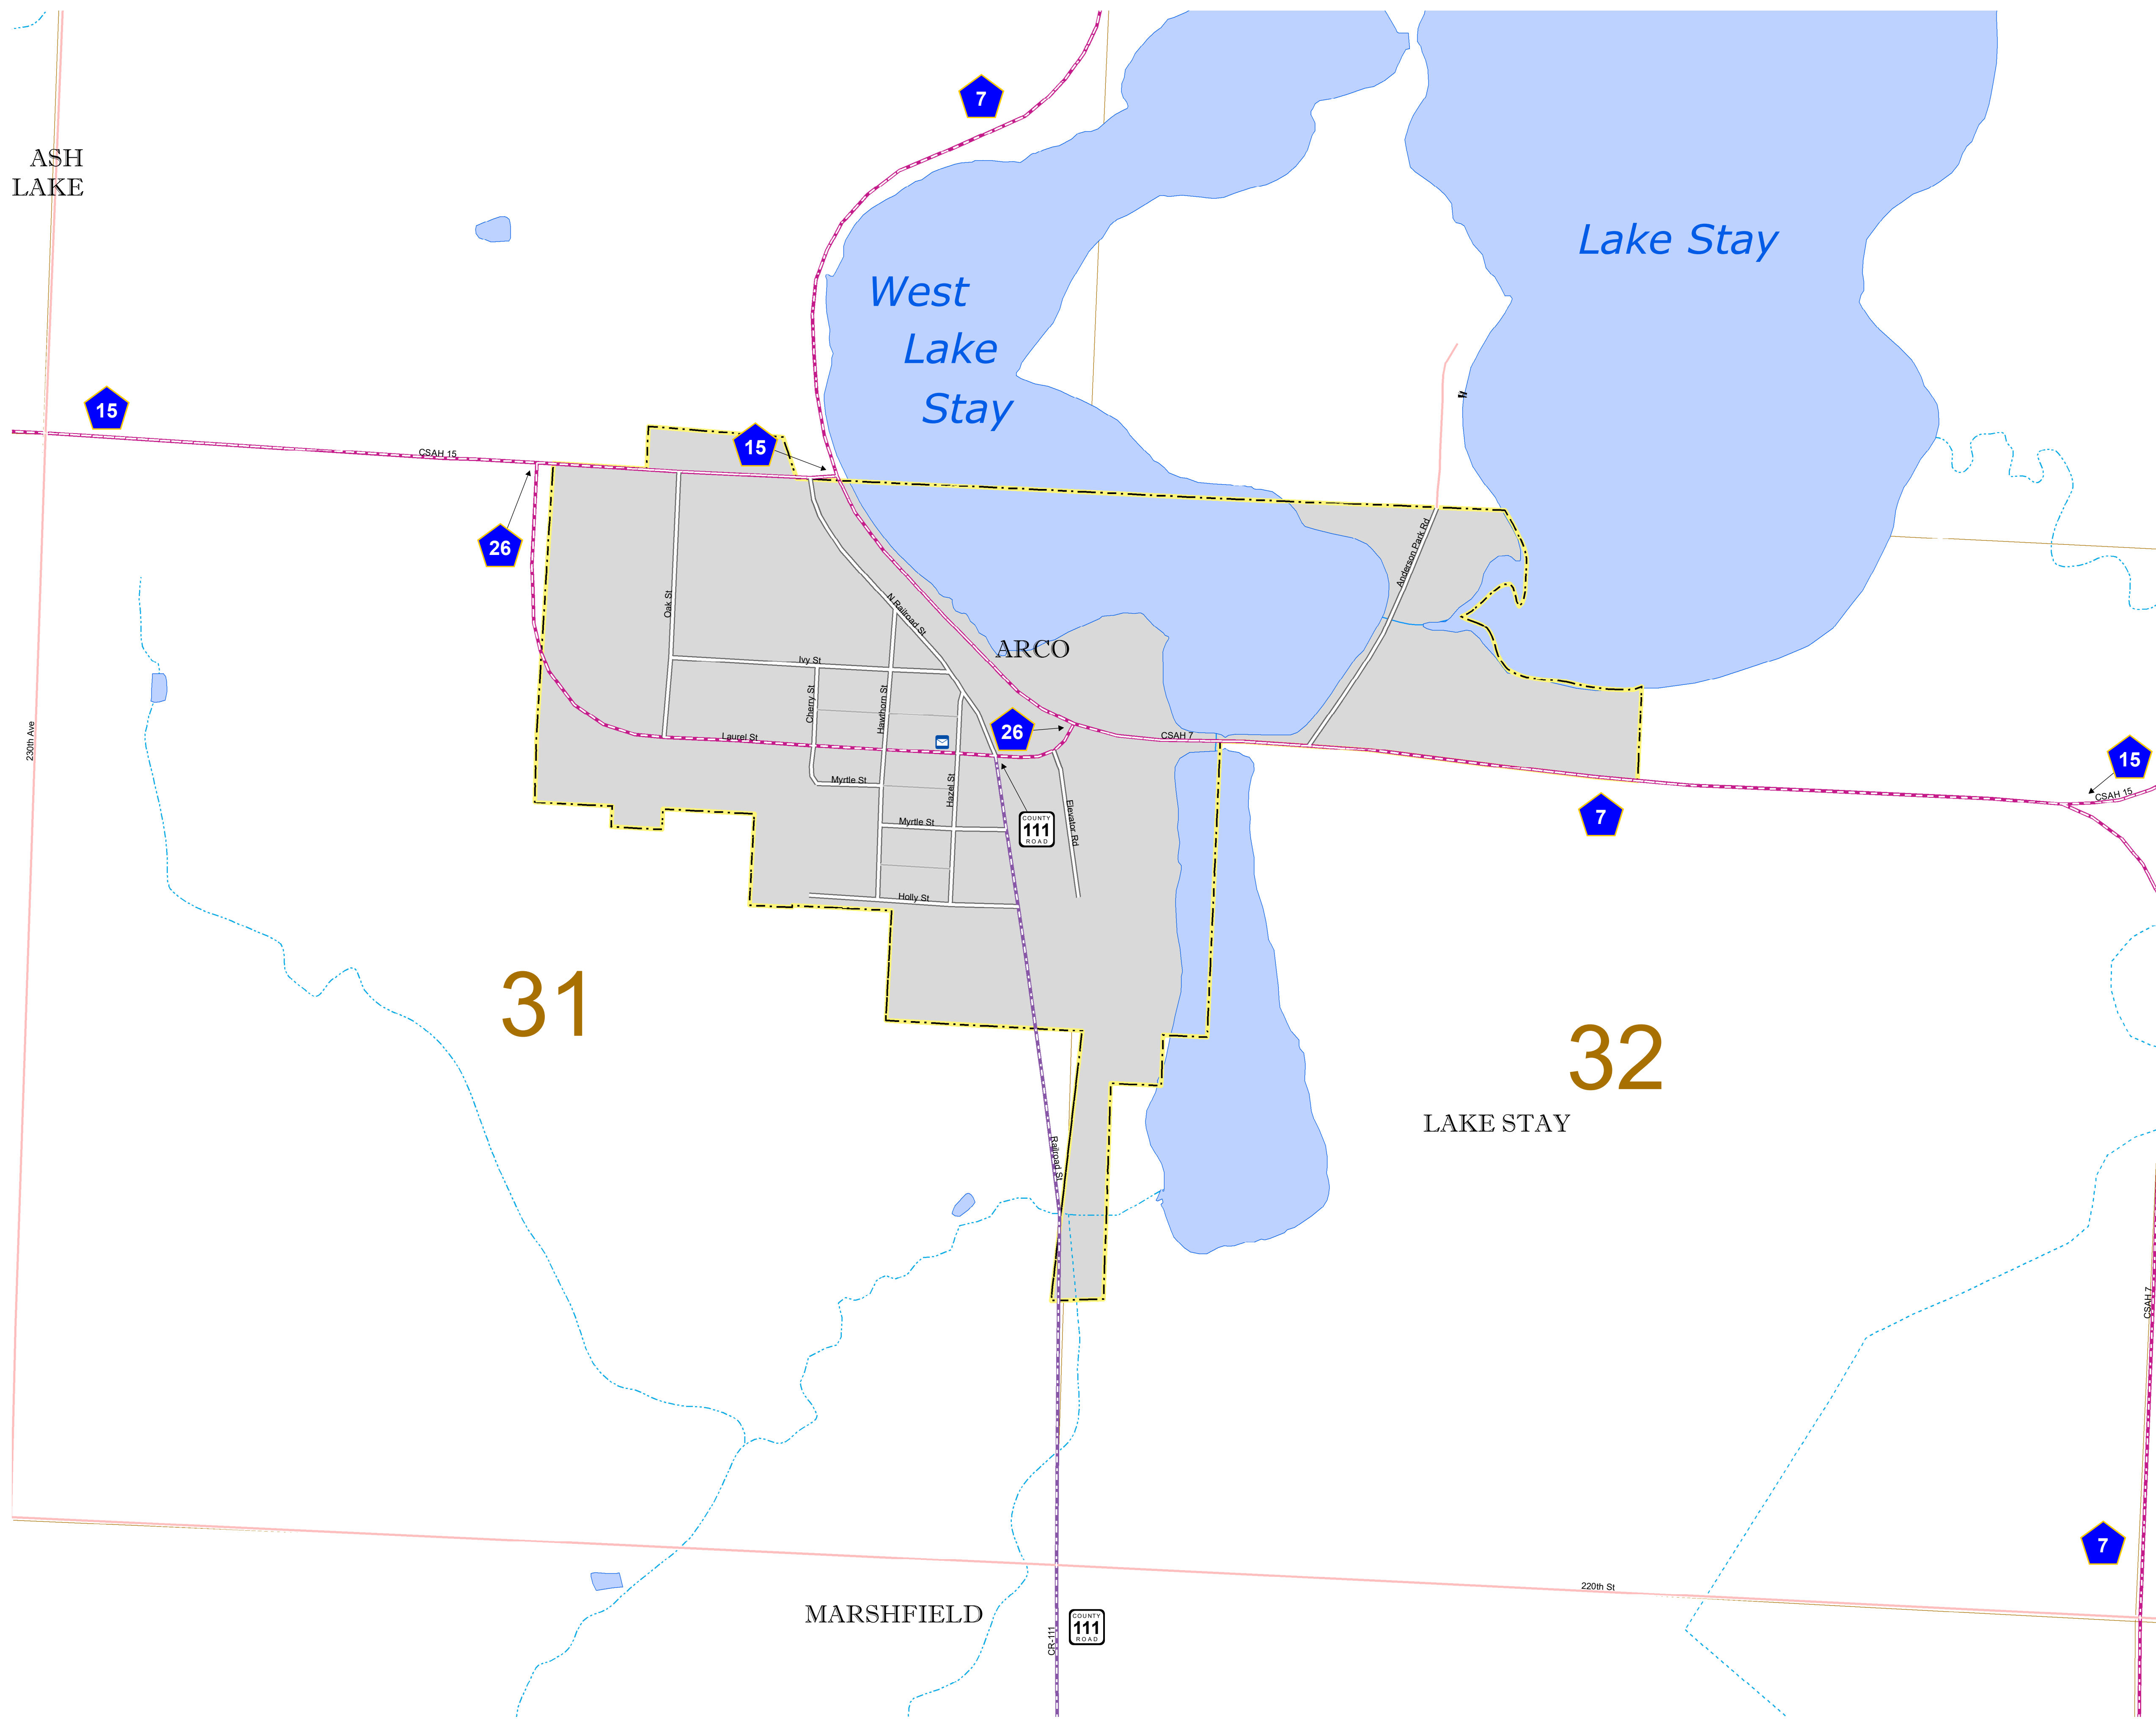 7
ASH
LAKE
Lake Stay
West
Lake
Stay
15
15
CSAH 15
26
Anderson Park Rd
Oak St
N Railroad St
ARCO
Ivy St
Cherry St
Hawthorn St
26
Laurel St
CSAH 7
230th Ave
15
CSAH 15
Myrtle St
Hazel St
7
Elevator Rd
Myrtle St
COUNTY
111
ROAD
Holly St
31
32
LAKE STAY
Railroad St
CSAH 7
7
220th St
MARSHFIELD
COUNTY
111
ROAD
CR-111